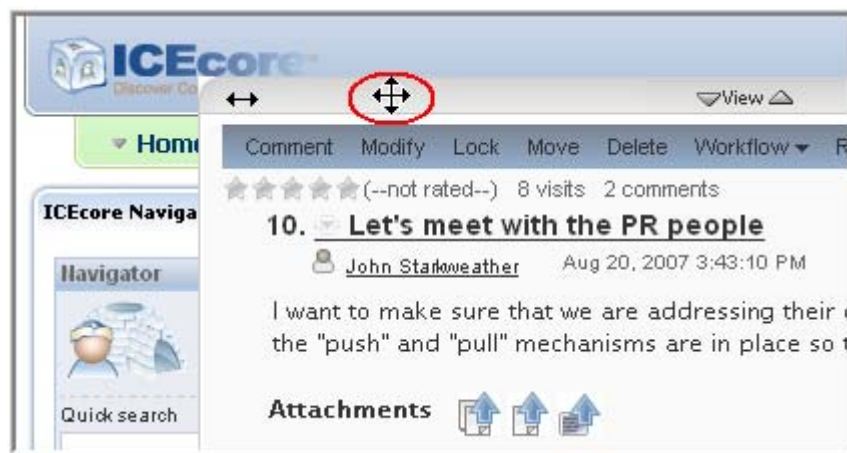 ICEcore
Discover Co
View
Home
Comment Modify Lock Move Delete Workflow R
(--not rated--) 8 visits 2 comments
ICEcore Naviga
10. Let's meet with the PR people
John Starkweather Aug 20, 2007 3:43:10 PM
Navigator
I want to make sure that we are addressing their
the "push" and "pull" mechanisms are in place so t
Quick search
Attachments